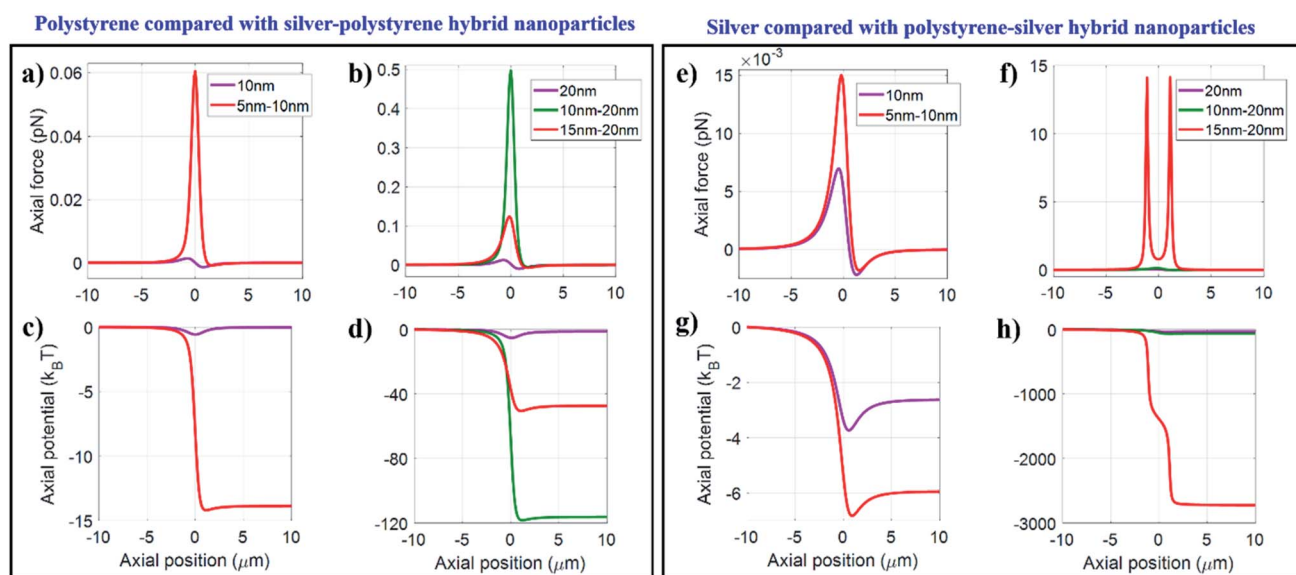 Polystyrene compared with silver-polystyrene hybrid nanoparticles
Silver compared with polystyrene-silver hybrid nanoparticles
a)
0.06
0.04
0.02
0
Axial force (pN)
10nm
5nm-10nm
-10 -5 0 5 10
b)
0.5
0.4
0.3
0.2
0.1
0
20nm
10nm-20nm
15nm-20nm
-10 -5 0 5 10
c)
0
-5
-10
-15
Axial potential (k_BT)
-10 -5 0 5 10
Axial position (μm)
d)
0
-40
-80
-120
-10 -5 0 5 10
Axial position (μm)
e)
×10⁻³
15
10
5
0
Axial force (pN)
10nm
5nm-10nm
-10 -5 0 5 10
f)
15
10
5
0
20nm
10nm-20nm
15nm-20nm
-10 -5 0 5 10
g)
0
-2
-4
-6
Axial potential (k_BT)
-10 -5 0 5 10
Axial position (μm)
h)
0
-1000
-2000
-3000
-10 -5 0 5 10
Axial position (μm)